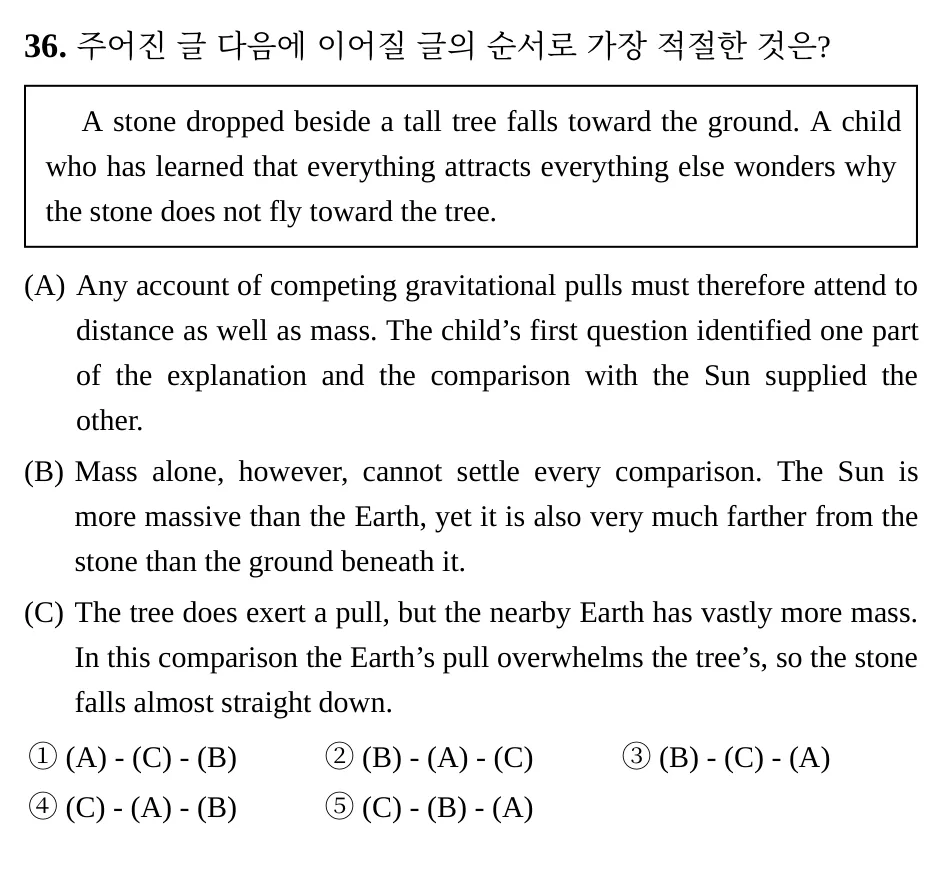 36. 주어진 글 다음에 이어질 글의 순서로 가장 적절한 것은?
A stone dropped beside a tall tree falls toward the ground. A child
who has learned that everything attracts everything else wonders why
the stone does not fly toward the tree.
(A) Any account of competing gravitational pulls must therefore attend to
distance as well as mass. The child’s first question identified one part
of the explanation and the comparison with the Sun supplied the
other.
(B) Mass alone, however, cannot settle every comparison. The Sun is
more massive than the Earth, yet it is also very much farther from the
stone than the ground beneath it.
(C) The tree does exert a pull, but the nearby Earth has vastly more mass.
In this comparison the Earth’s pull overwhelms the tree’s, so the stone
falls almost straight down.
① (A) - (C) - (B) ② (B) - (A) - (C) ③ (B) - (C) - (A)
④ (C) - (A) - (B) ⑤ (C) - (B) - (A)